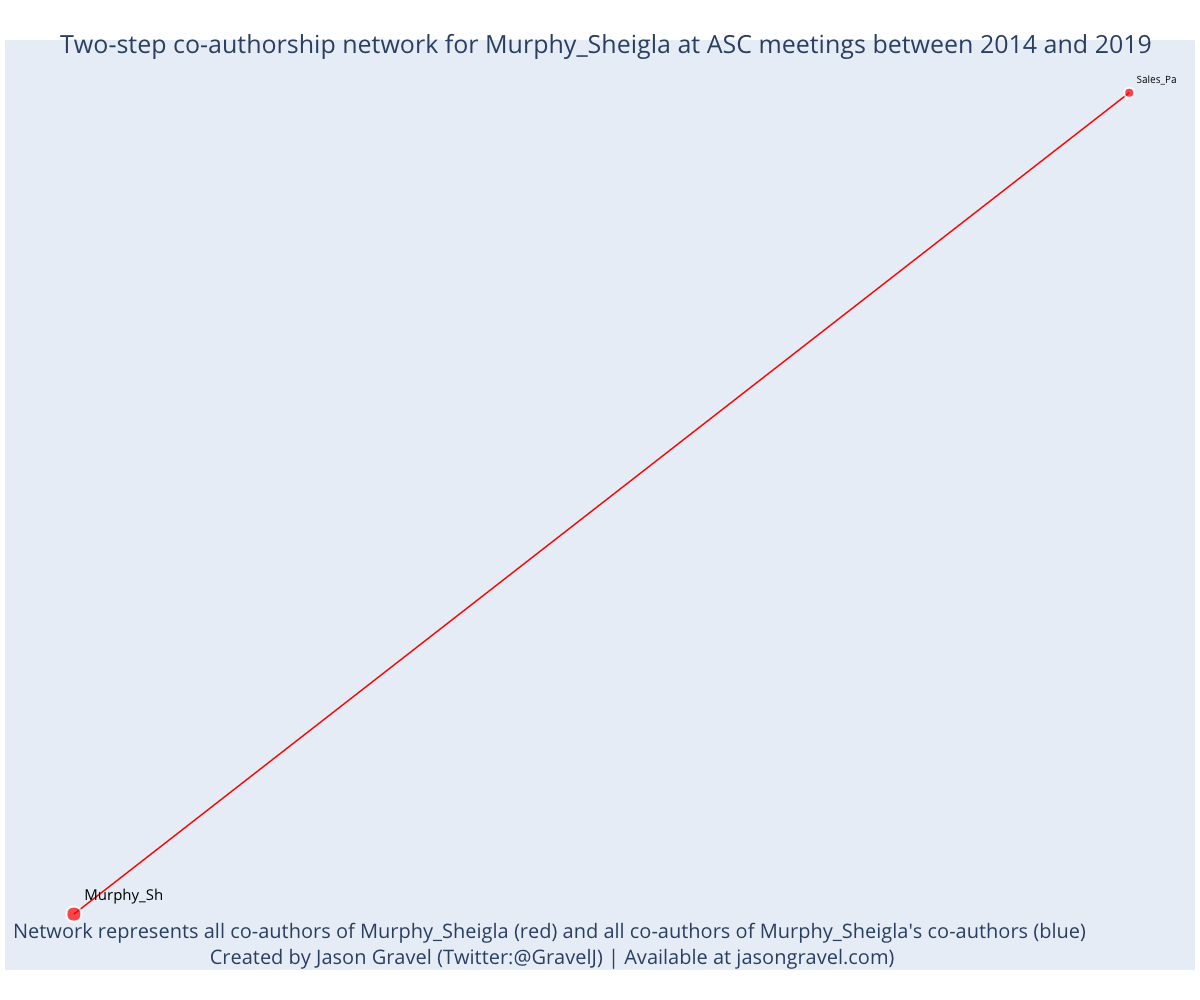 Two-step co-authorship network for Murphy_Sheigla at ASC meetings between 2014 and 2019
Sales_Pa
Murphy_Sh
Network represents all co-authors of Murphy_Sheigla (red) and all co-authors of Murphy_Sheigla's co-authors (blue)
Created by Jason Gravel (Twitter:@GravelJ) | Available at jasongravel.com)